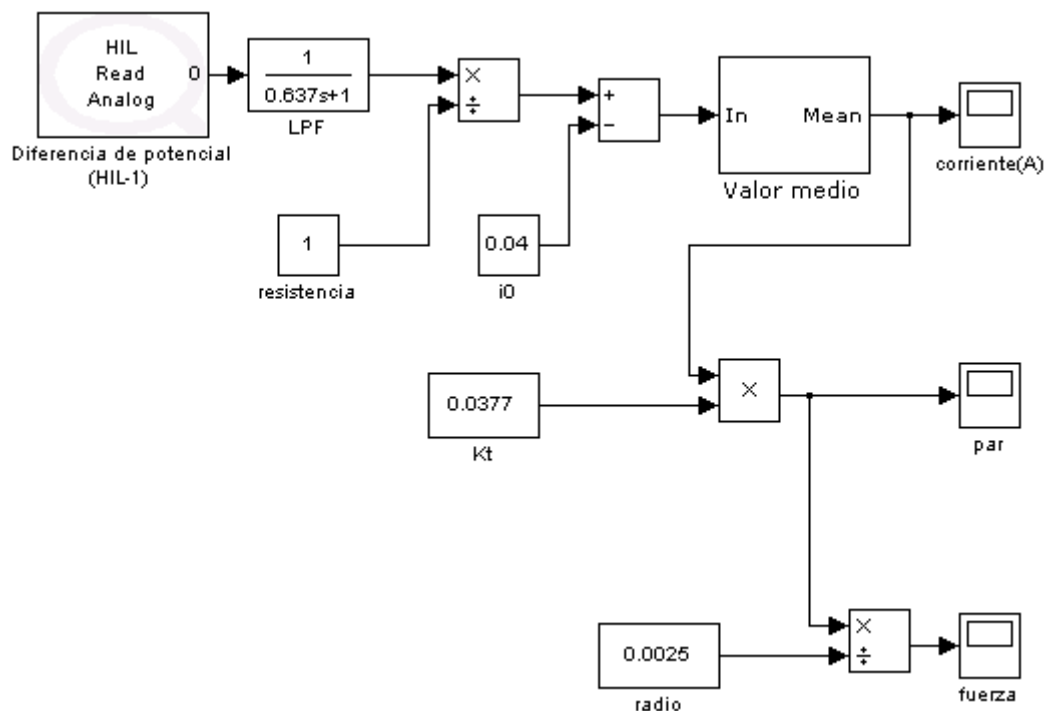 HIL
Read
Analog
0
Diferencia de potencial
(HIL-1)
1
0.637s+1
LPF
×
÷
+
−
In Mean
Valor medio
corriente(A)
1
resistencia
0.04
i0
0.0377
Kt
×
par
0.0025
radio
×
÷
fuerza